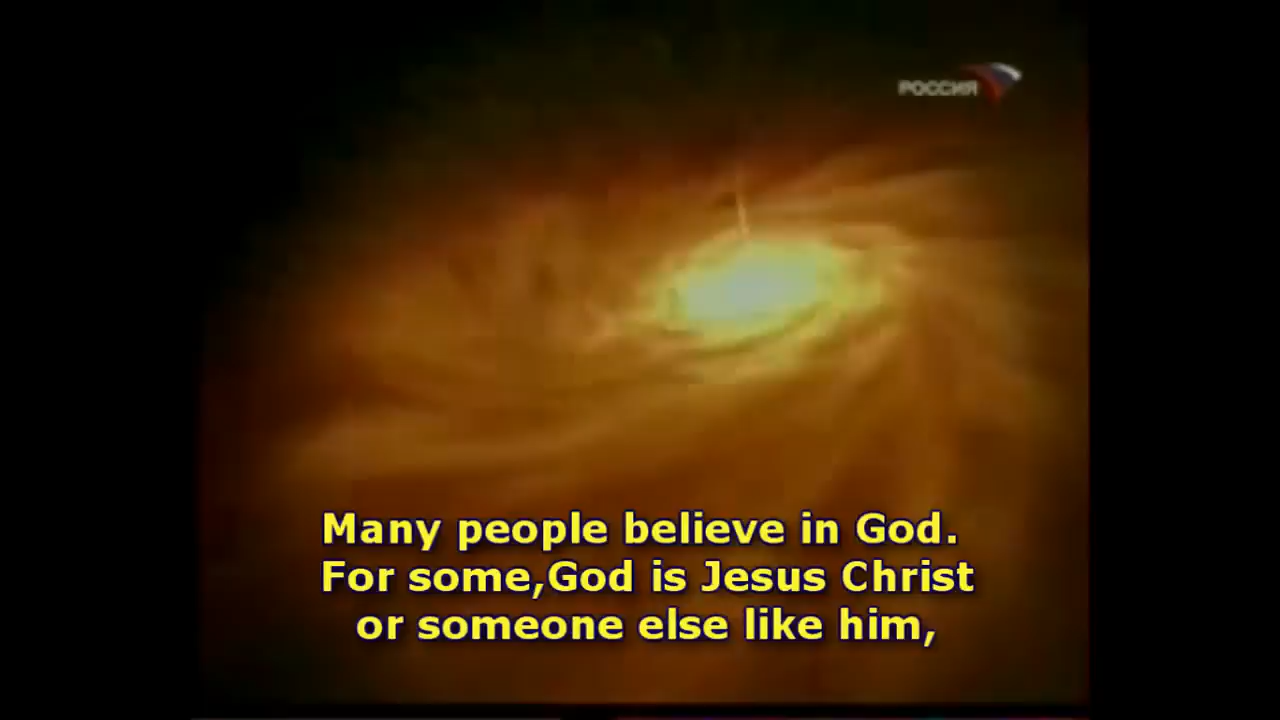 РОССИЯ
Many people believe in God.
For some,God is Jesus Christ
or someone else like him,